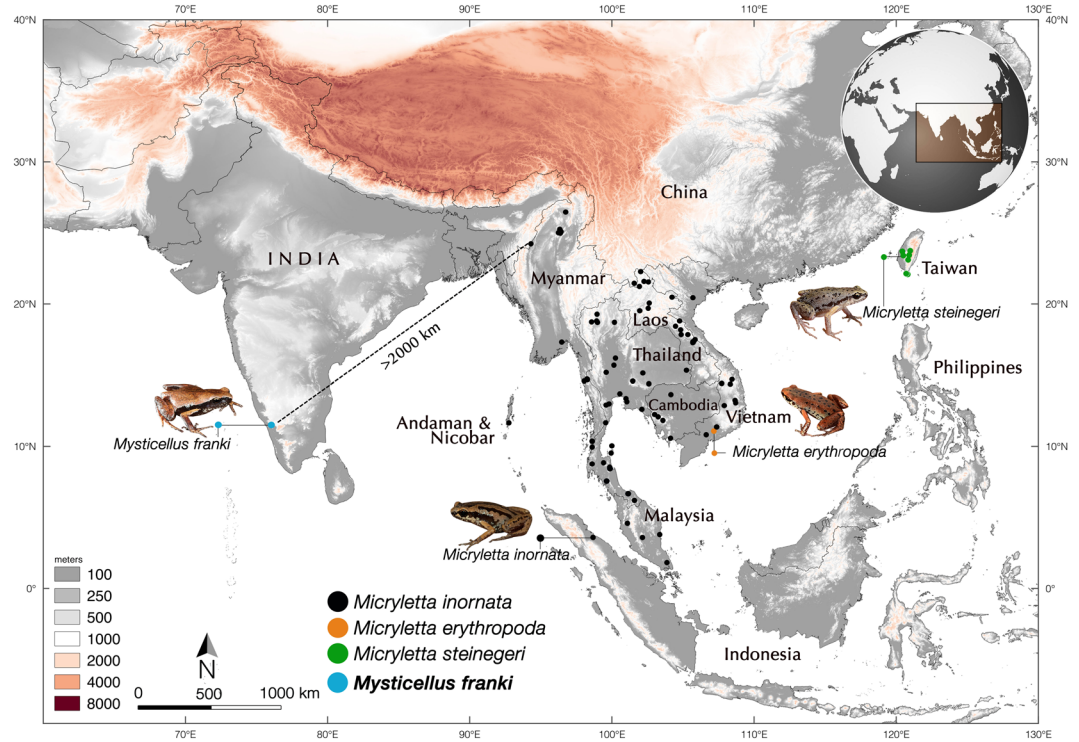 70°E 80°E 90°E 100°E 110°E 120°E 130°E
40°N 40°N
30°N 30°N
China
INDIA
Myanmar
Taiwan
20°N 20°N
Micryletta steinegeri
Laos
>2000 km
Thailand
Philippines
Cambodia
Andaman &
Nicobar
Vietnam
Mysticellus franki
10°N 10°N
Micryletta erythropoda
Malaysia
Micryletta inornata
meters
100
250
500
1000
2000
4000
8000
0° 0°
Micryletta inornata
Micryletta erythropoda
Micryletta steinegeri
Mysticellus franki
Indonesia
N
0 500 1000 km
70°E 80°E 90°E 100°E 110°E 120°E 130°E